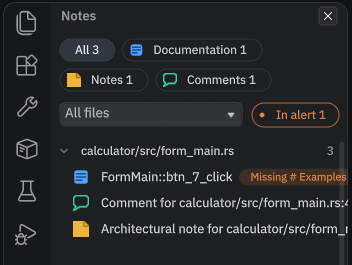 Notes
All 3
Documentation 1
Notes 1
Comments 1
All files
In alert 1
calculator/src/form_main.rs 3
FormMain::btn_7_click Missing # Examples
Comment for calculator/src/form_main.rs:
Architectural note for calculator/src/form_